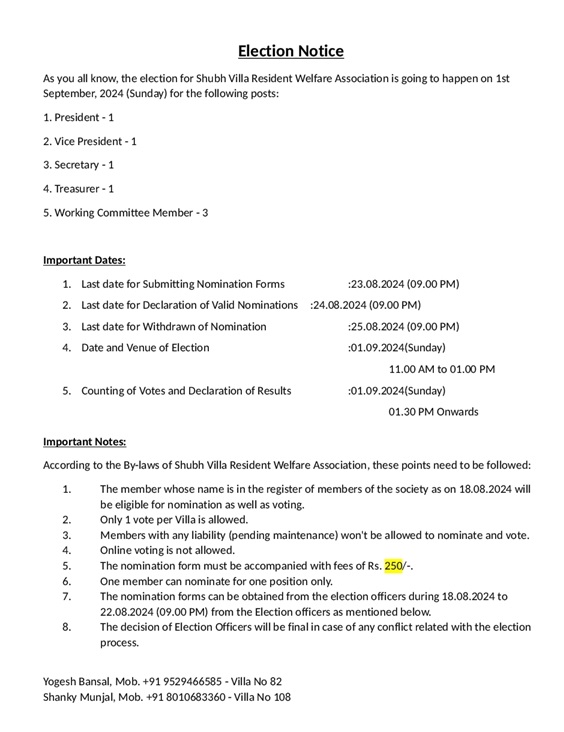 Election Notice
As you all know, the election for Shubh Villa Resident Welfare Association is going to happen on 1st
September, 2024 (Sunday) for the following posts:
1. President - 1
2. Vice President - 1
3. Secretary - 1
4. Treasurer - 1
5. Working Committee Member - 3
Important Dates:
1. Last date for Submitting Nomination Forms :23.08.2024 (09.00 PM)
2. Last date for Declaration of Valid Nominations :24.08.2024 (09.00 PM)
3. Last date for Withdrawn of Nomination :25.08.2024 (09.00 PM)
4. Date and Venue of Election :01.09.2024(Sunday)
11.00 AM to 01.00 PM
5. Counting of Votes and Declaration of Results :01.09.2024(Sunday)
01.30 PM Onwards
Important Notes:
According to the By-laws of Shubh Villa Resident Welfare Association, these points need to be followed:
1. The member whose name is in the register of members of the society as on 18.08.2024 will
be eligible for nomination as well as voting.
2. Only 1 vote per Villa is allowed.
3. Members with any liability (pending maintenance) won't be allowed to nominate and vote.
4. Online voting is not allowed.
5. The nomination form must be accompanied with fees of Rs. 250/-.
6. One member can nominate for one position only.
7. The nomination forms can be obtained from the election officers during 18.08.2024 to
22.08.2024 (09.00 PM) from the Election officers as mentioned below.
8. The decision of Election Officers will be final in case of any conflict related with the election
process.
Yogesh Bansal, Mob. +91 9529466585 - Villa No 82
Shanky Munjal, Mob. +91 8010683360 - Villa No 108